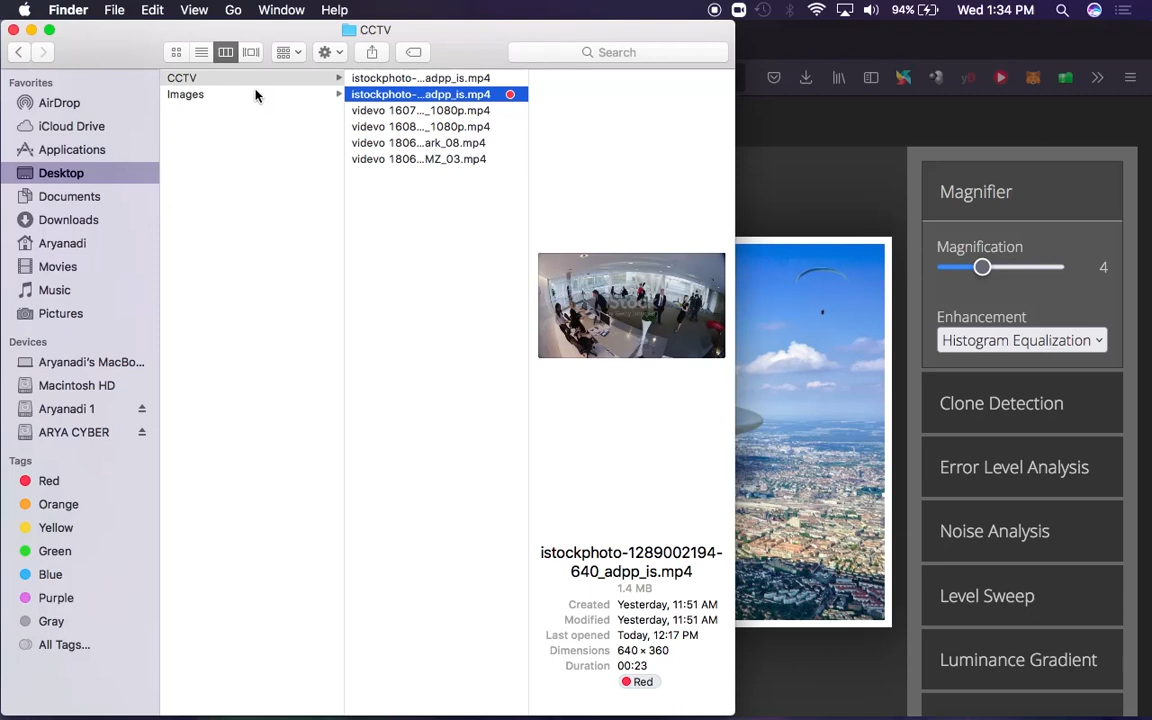 Finder File Edit View Go Window Help 94% Wed 1:34 PM
CCTV
Search
Favorites
AirDrop
iCloud Drive
Applications
Desktop
Documents
Downloads
Aryanadi
Movies
Music
Pictures
Devices
Aryanadi's MacBo...
Macintosh HD
Aryanadi 1
ARYA CYBER
Tags
Red
Orange
Yellow
Green
Blue
Purple
Gray
All Tags...
CCTV
Images
istockphoto-...adpp_is.mp4
istockphoto-...adpp_is.mp4
videvo 1607..._1080p.mp4
videvo 1608..._1080p.mp4
videvo 1806...ark_08.mp4
videvo 1806...MZ_03.mp4
iStock
istockphoto-1289002194-
640_adpp_is.mp4
1.4 MB
Created Yesterday, 11:51 AM
Modified Yesterday, 11:51 AM
Last opened Today, 12:17 PM
Dimensions 640 × 360
Duration 00:23
Red
Magnifier
Magnification
4
Enhancement
Histogram Equalization
Clone Detection
Error Level Analysis
Noise Analysis
Level Sweep
Luminance Gradient